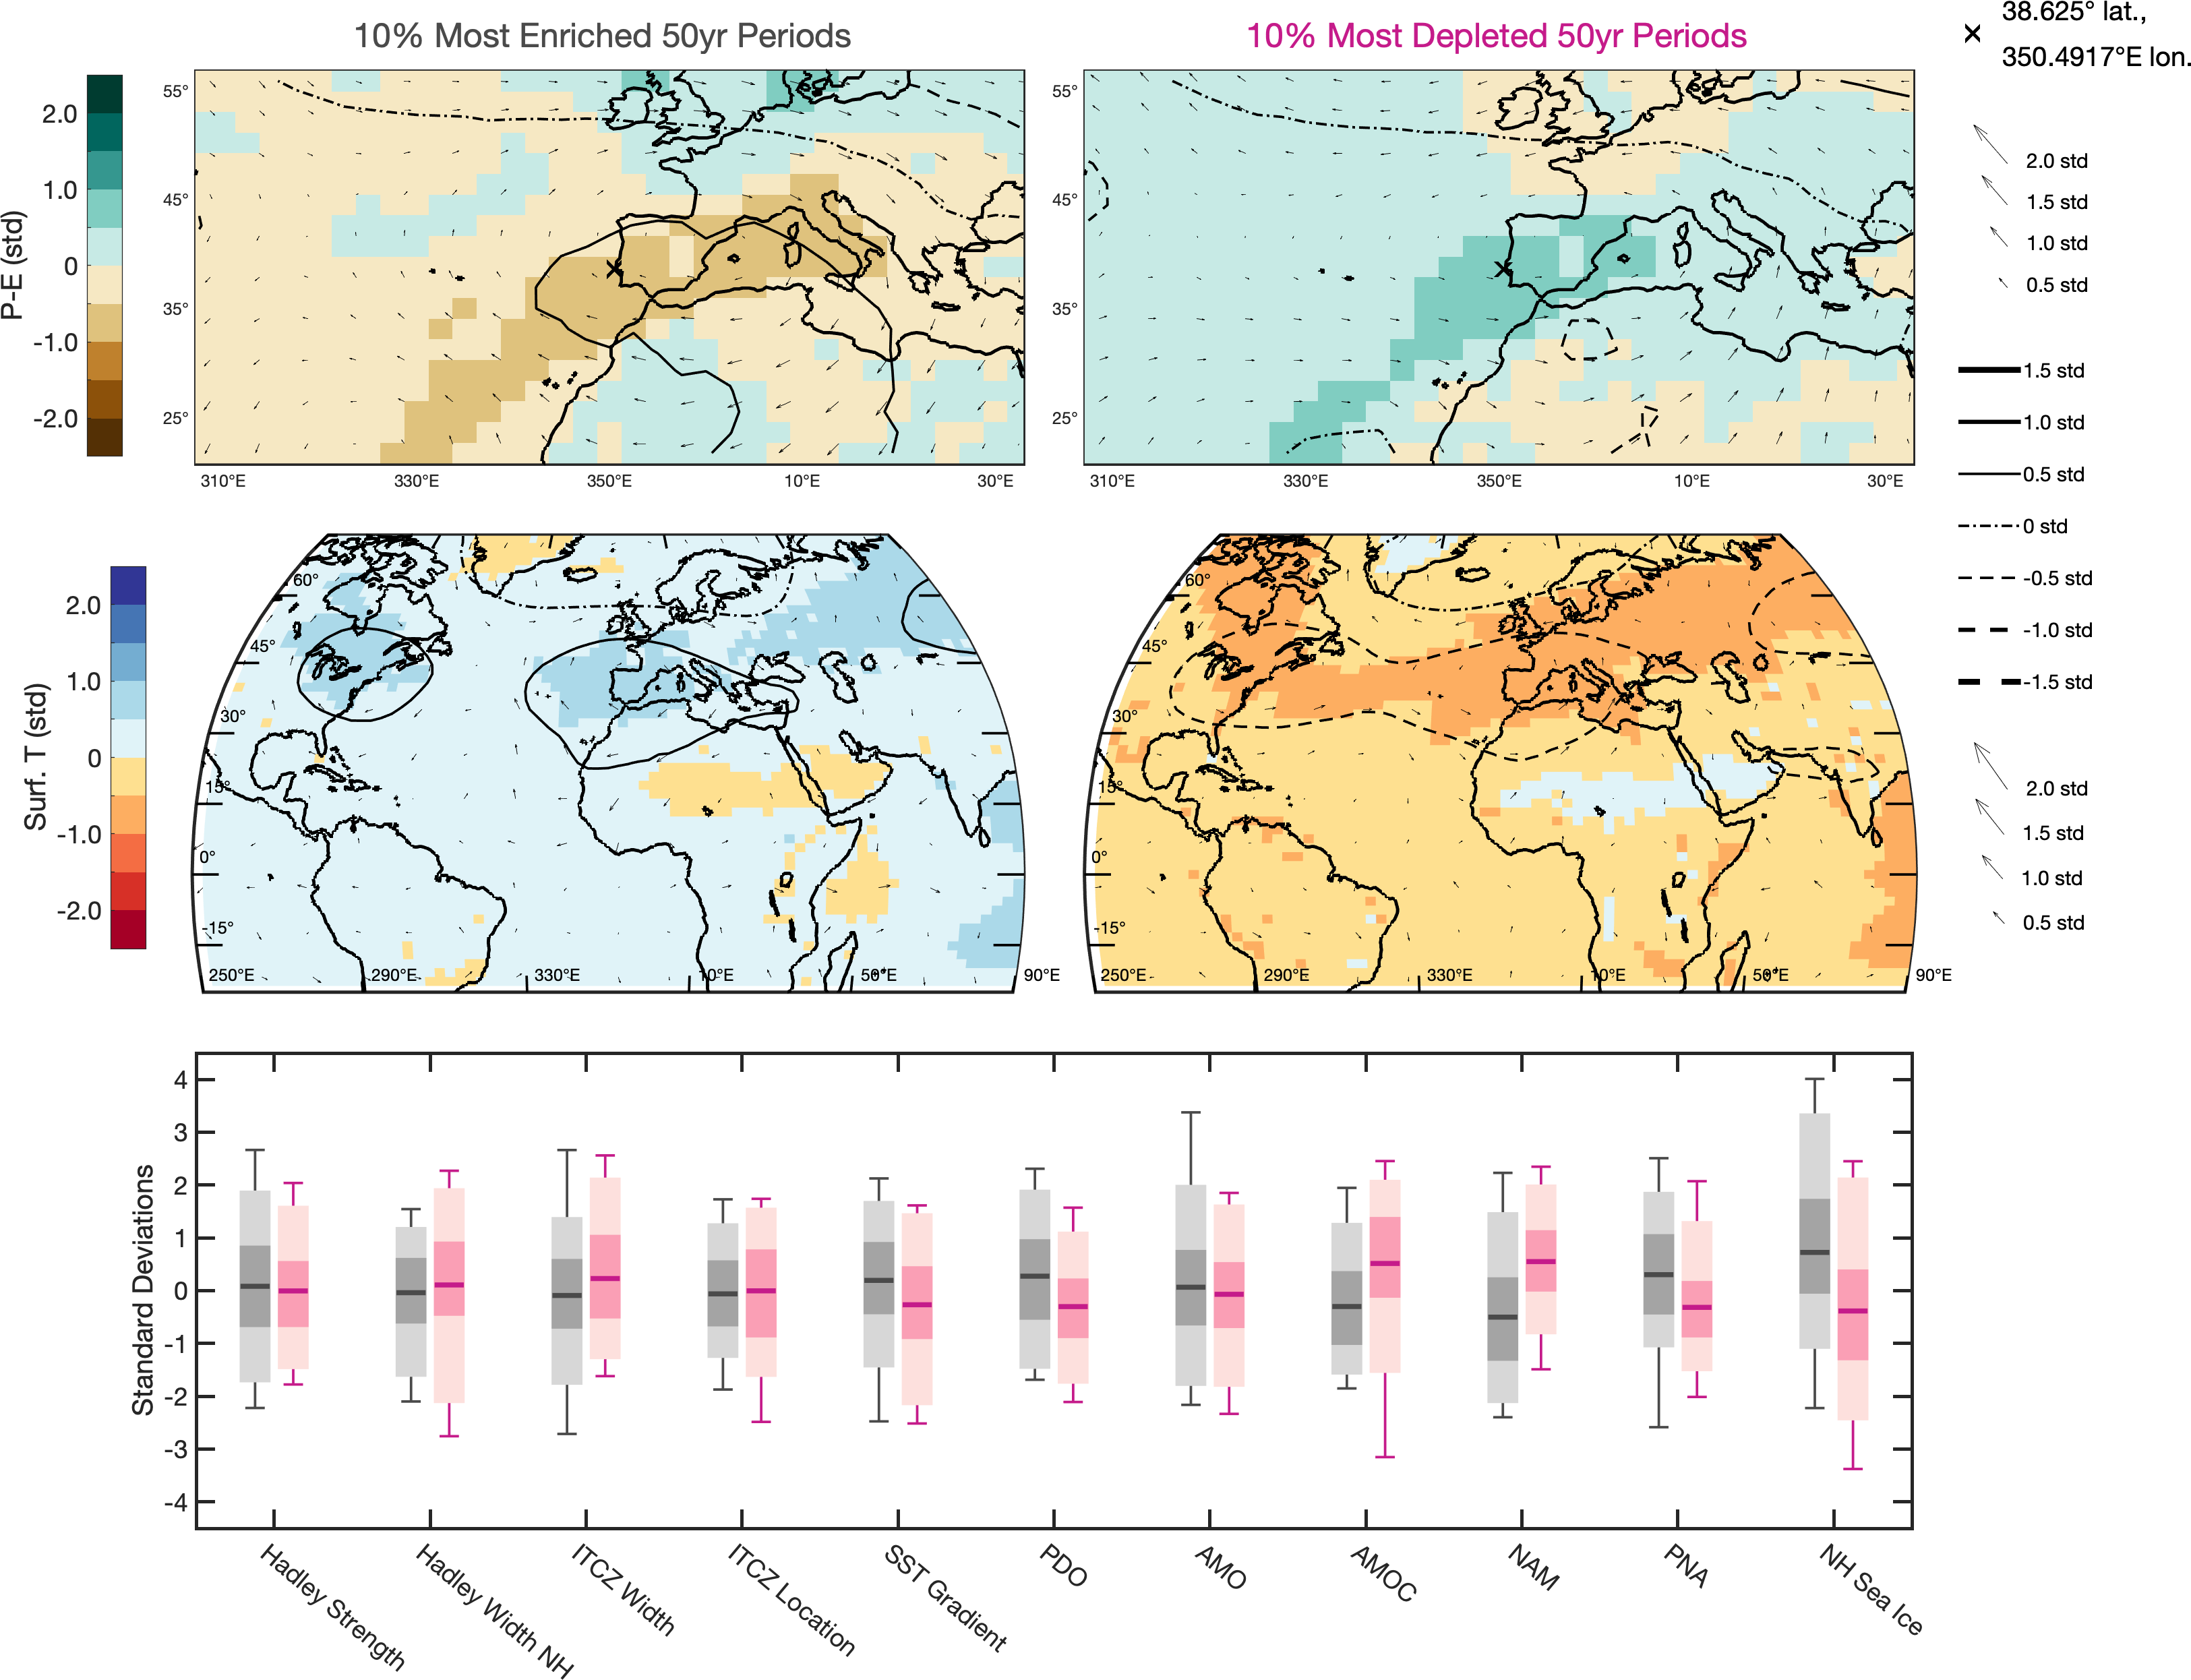 10% Most Enriched 50yr Periods
10% Most Depleted 50yr Periods
38.625° lat.,
350.4917°E lon.
P-E (std)
2.0
1.0
0
-1.0
-2.0
55°
45°
35°
25°
310°E 330°E 350°E 10°E 30°E
55°
45°
35°
25°
310°E 330°E 350°E 10°E 30°E
2.0 std
1.5 std
1.0 std
0.5 std
1.5 std
1.0 std
0.5 std
0 std
-0.5 std
-1.0 std
-1.5 std
Surf. T (std)
2.0
1.0
0
-1.0
-2.0
60°
45°
30°
15°
0°
-15°
250°E 290°E 330°E 10°E 50°E 90°E
60°
45°
30°
15°
0°
-15°
250°E 290°E 330°E 10°E 50°E 90°E
2.0 std
1.5 std
1.0 std
0.5 std
Standard Deviations
4
3
2
1
0
-1
-2
-3
-4
Hadley Strength
Hadley Width NH
ITCZ Width
ITCZ Location
SST Gradient
PDO
AMO
AMOC
NAM
PNA
NH Sea Ice